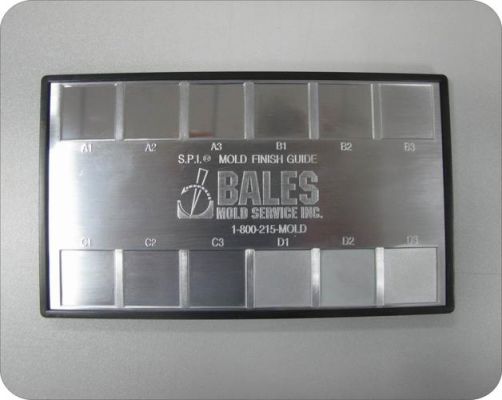 A1 A2 A3 B1 B2 B3
S.P.I.® MOLD FINISH GUIDE
BALES
MOLD SERVICE INC.
1-800-215-MOLD
C1 C2 C3 D1 D2 D3